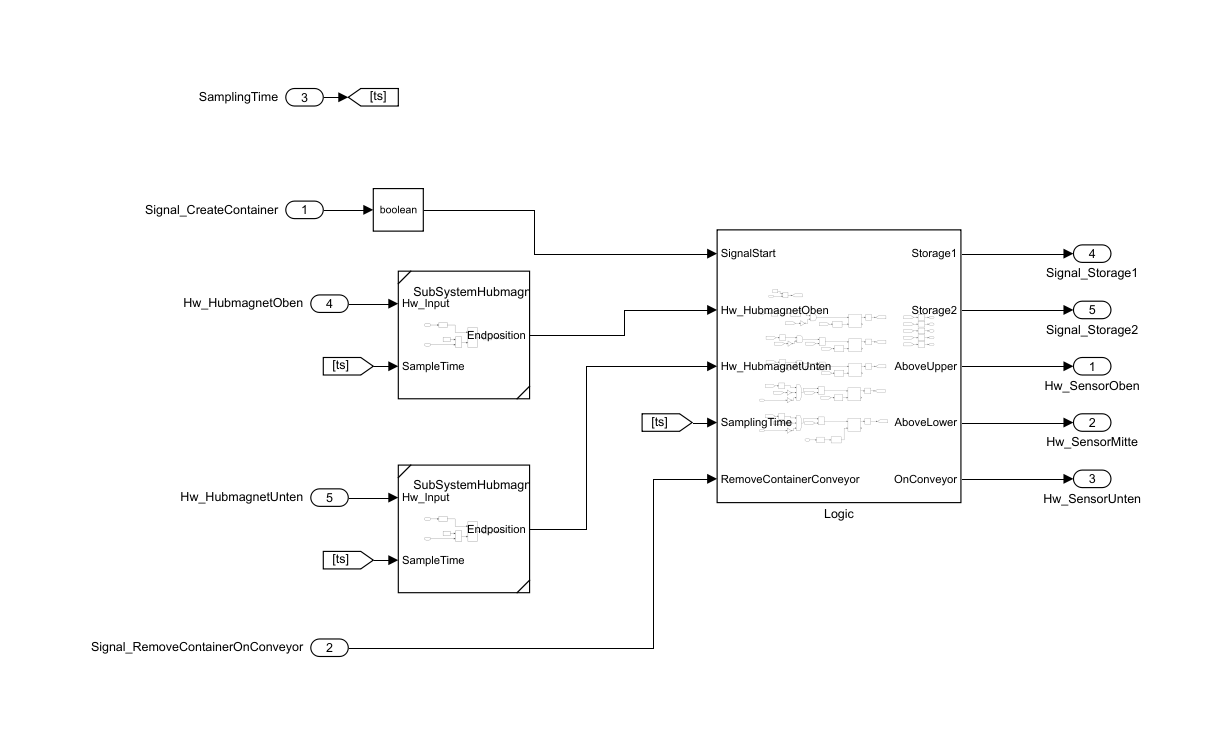 SamplingTime 3 [ts]
Signal_CreateContainer 1 boolean
SignalStart Storage1 4
Signal_Storage1
SubSystemHubmagr
Hw_HubmagnetOben 4 Hw_Input
Hw_HubmagnetOben Storage2 5
Signal_Storage2
Endposition
[ts] SampleTime
Hw_HubmagnetUnten AboveUpper 1
Hw_SensorOben
[ts] SamplingTime AboveLower 2
Hw_SensorMitte
RemoveContainerConveyor OnConveyor 3
Hw_SensorUnten
Logic
SubSystemHubmagr
Hw_HubmagnetUnten 5 Hw_Input
Endposition
[ts] SampleTime
Signal_RemoveContainerOnConveyor 2